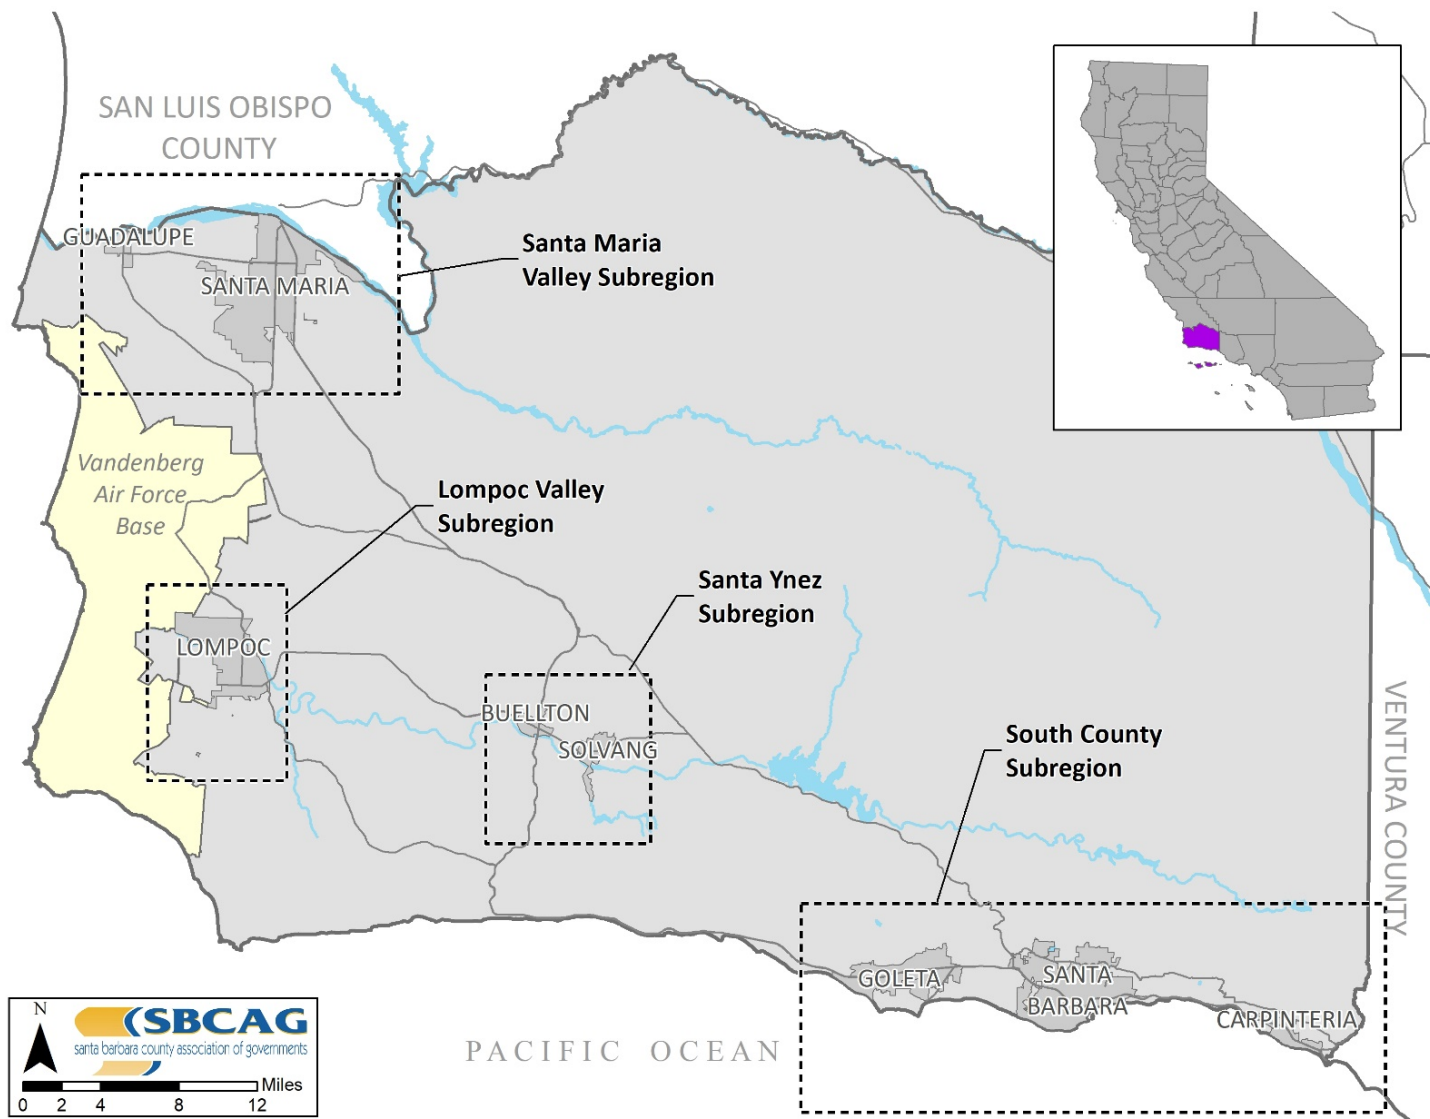 SAN LUIS OBISPO
COUNTY
GUADALUPE
SANTA MARIA
Santa Maria
Valley Subregion
Vandenberg
Air Force
Base
Lompoc Valley
Subregion
LOMPOC
Santa Ynez
Subregion
BUELLTON
SOLVANG
South County
Subregion
VENTURA COUNTY
GOLETA
SANTA
BARBARA
CARPINTERIA
PACIFIC OCEAN
N
SBCAG
santa barbara county association of governments
Miles
0 2 4 8 12